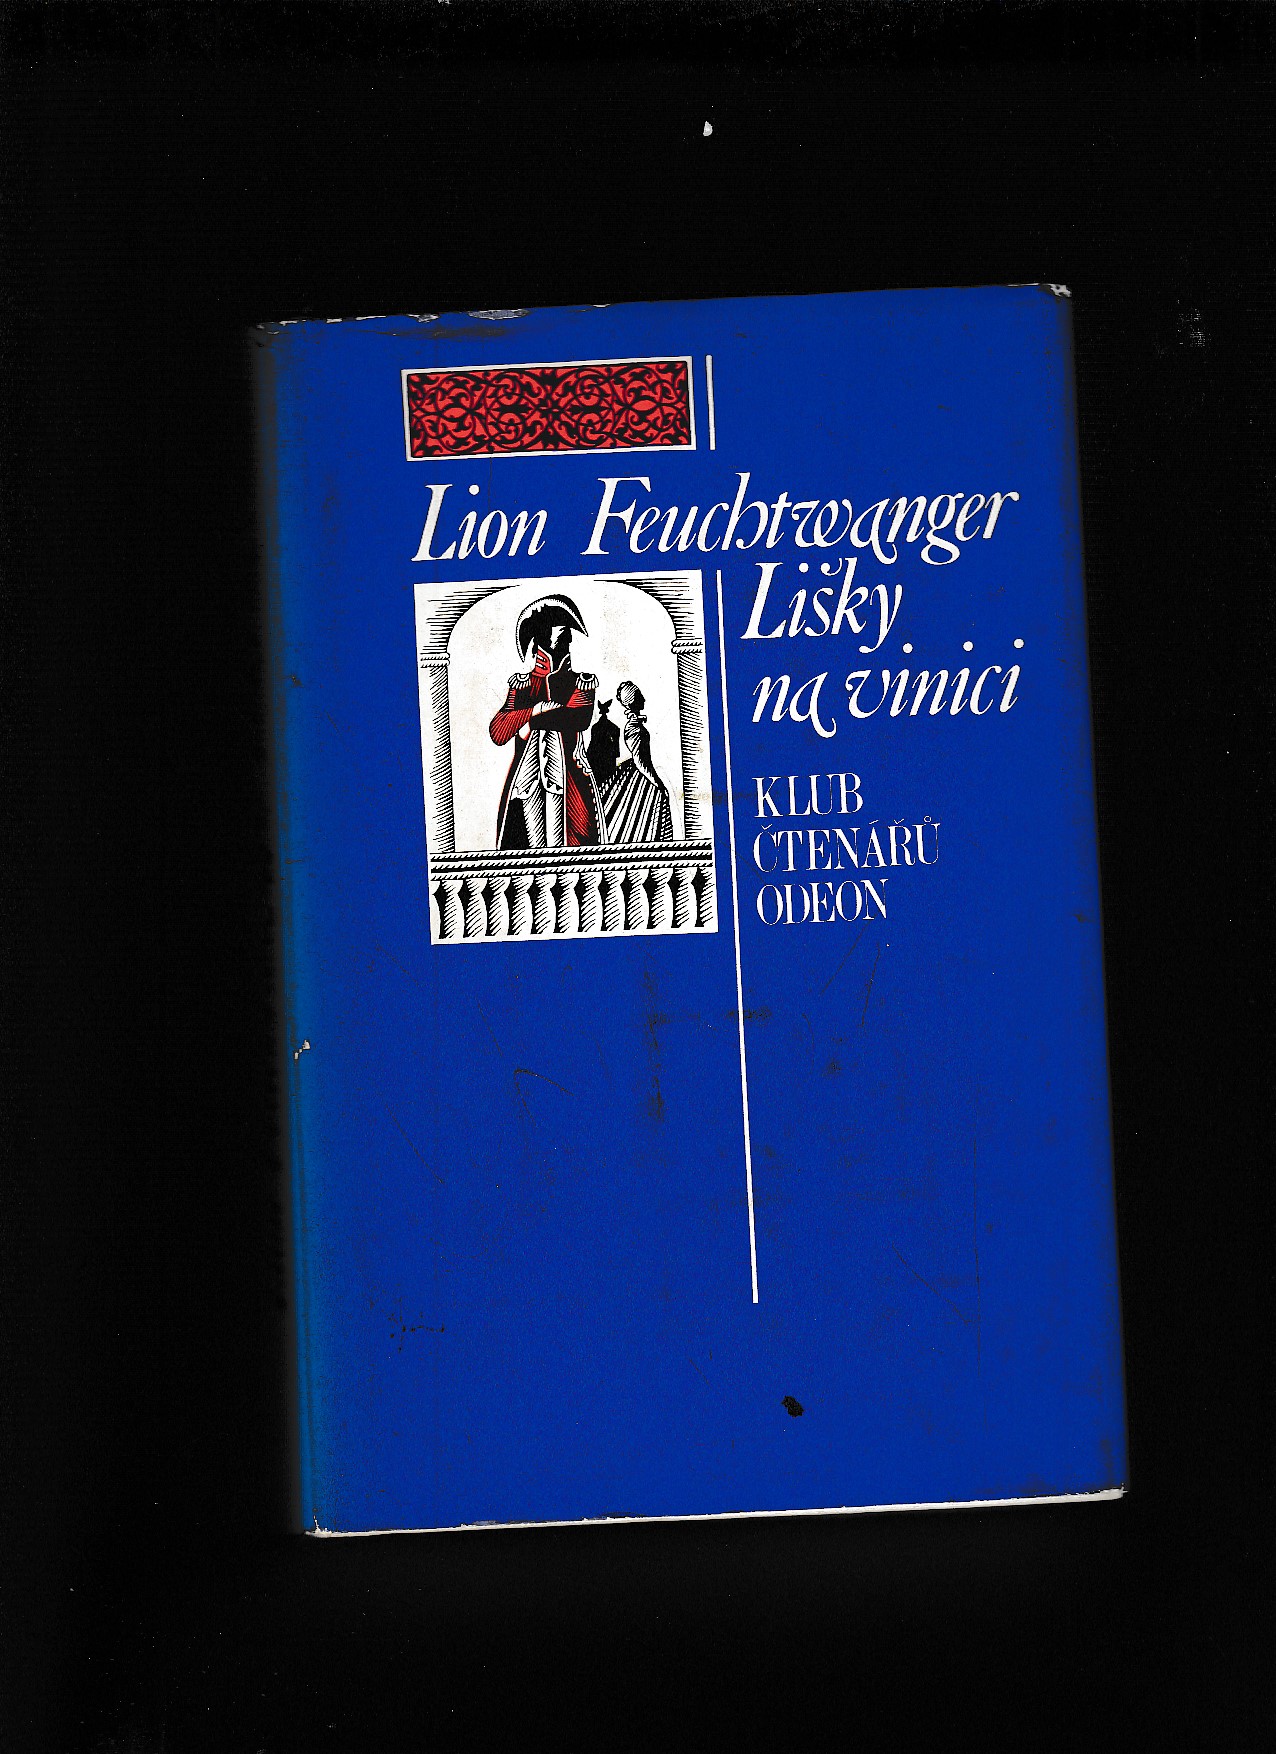 Lion Feuchtwanger
Lišky
na vinici
KLUB
ČTENÁŘŮ
ODEON